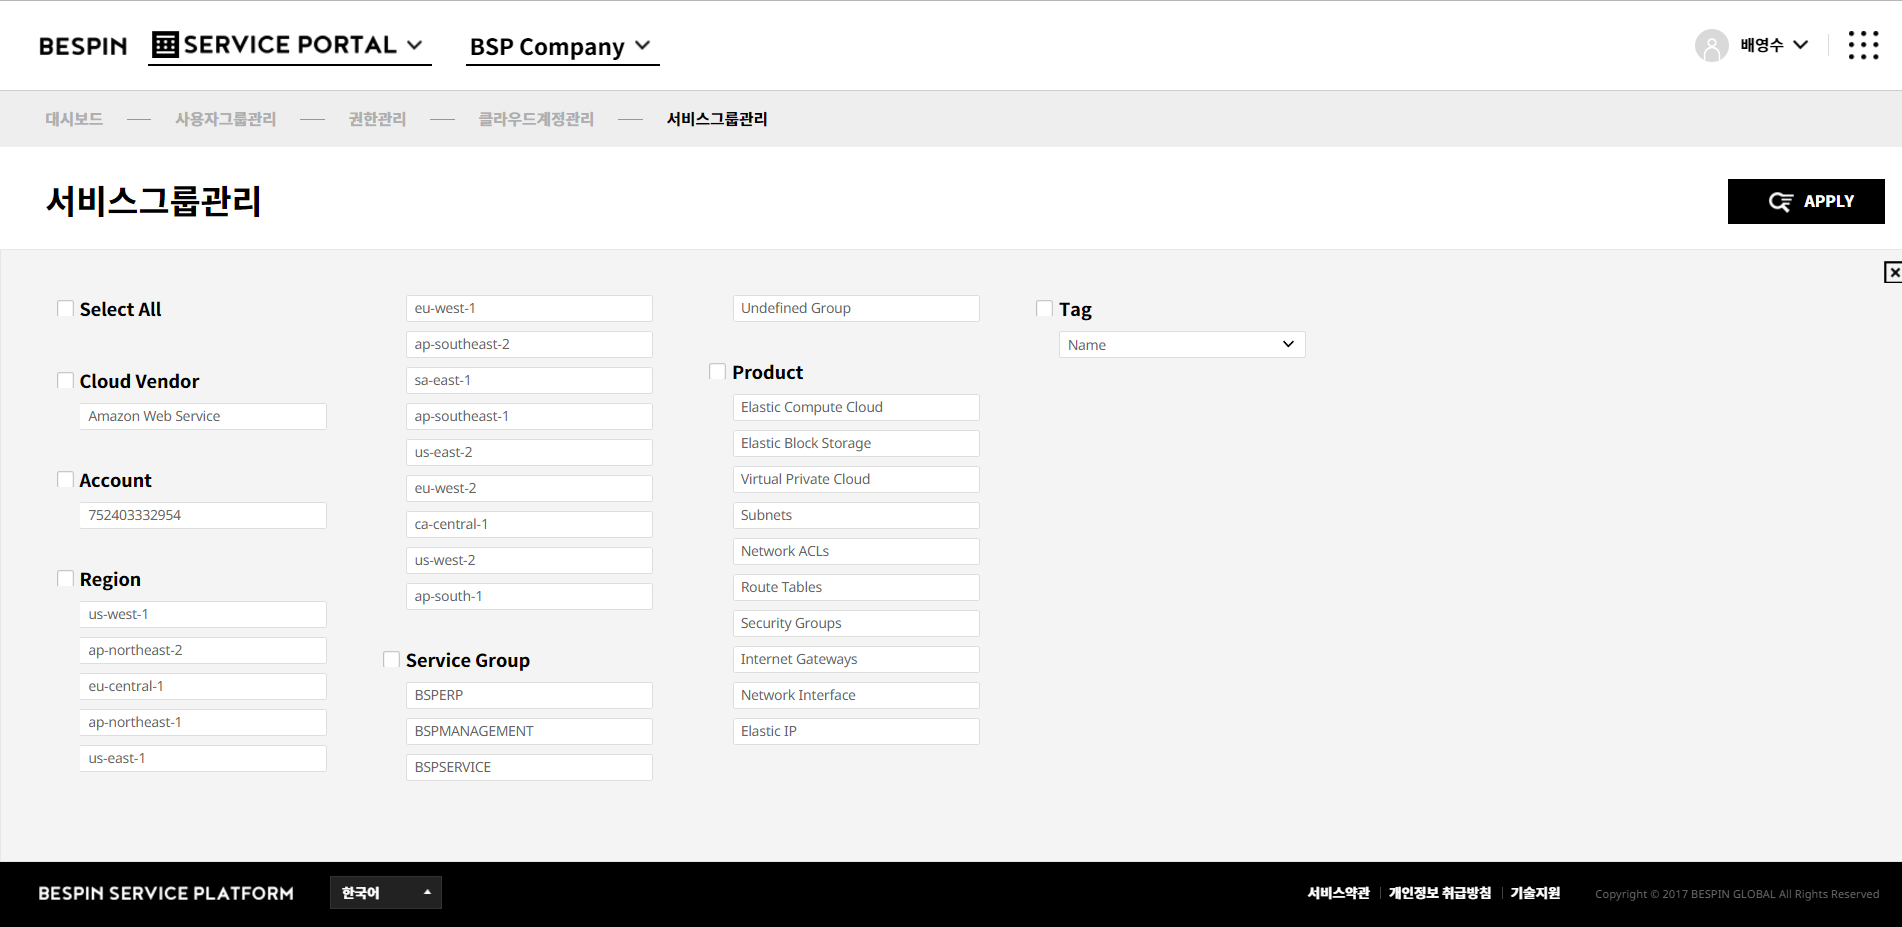 BESPIN SERVICE PORTAL BSP Company 배영수
대시보드 사용자그룹관리 권한관리 클라우드계정관리 서비스그룹관리
서비스그룹관리
APPLY
Select All
Cloud Vendor
Amazon Web Service
Account
752403332954
Region
us-west-1
ap-northeast-2
eu-central-1
ap-northeast-1
us-east-1
eu-west-1
ap-southeast-2
sa-east-1
ap-southeast-1
us-east-2
eu-west-2
ca-central-1
us-west-2
ap-south-1
Service Group
BSPERP
BSPMANAGEMENT
BSPSERVICE
Undefined Group
Product
Elastic Compute Cloud
Elastic Block Storage
Virtual Private Cloud
Subnets
Network ACLs
Route Tables
Security Groups
Internet Gateways
Network Interface
Elastic IP
Tag
Name
BESPIN SERVICE PLATFORM 한국어 서비스약관 개인정보 취급방침 기술지원 Copyright © 2017 BESPIN GLOBAL All Rights Reserved